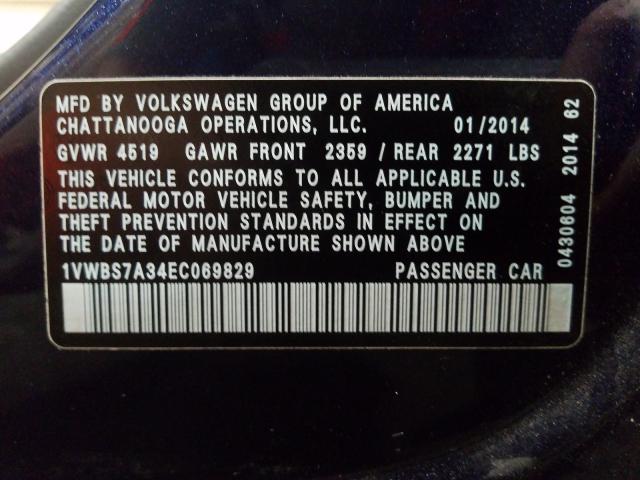 MFD BY VOLKSWAGEN GROUP OF AMERICA
CHATTANOOGA OPERATIONS, LLC. 01/2014
GVWR 4519 GAWR FRONT 2359 / REAR 2271 LBS
THIS VEHICLE CONFORMS TO ALL APPLICABLE U.S.
FEDERAL MOTOR VEHICLE SAFETY, BUMPER AND
THEFT PREVENTION STANDARDS IN EFFECT ON
THE DATE OF MANUFACTURE SHOWN ABOVE
1VWBS7A34EC069829 PASSENGER CAR
0430604 2014 62